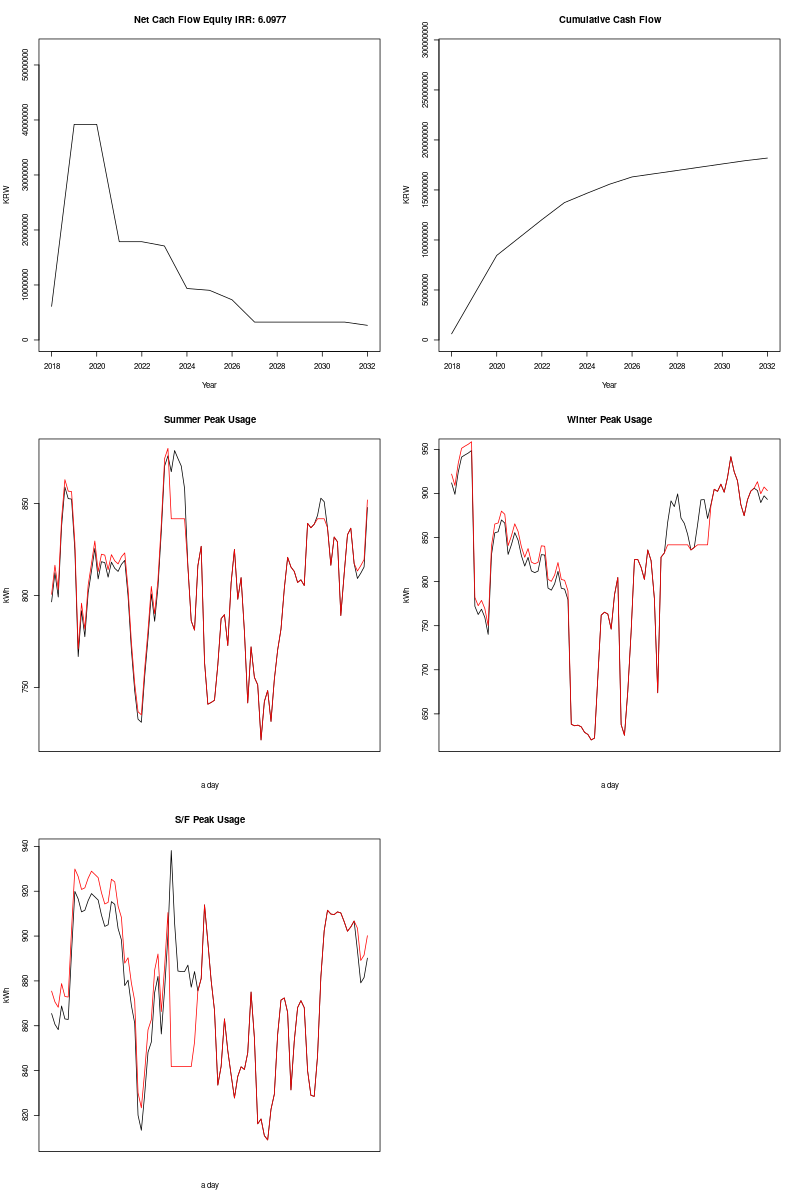 Net Cach Flow Equity IRR: 6.0977
KRW
50000000
40000000
30000000
20000000
10000000
0
2018 2020 2022 2024 2026 2028 2030 2032
Year
Cumulative Cash Flow
KRW
300000000
250000000
200000000
150000000
100000000
50000000
0
2018 2020 2022 2024 2026 2028 2030 2032
Year
Summer Peak Usage
kWh
850
800
750
a day
Winter Peak Usage
kWh
950
900
850
800
750
700
650
a day
S/F Peak Usage
kWh
940
920
900
880
860
840
820
a day